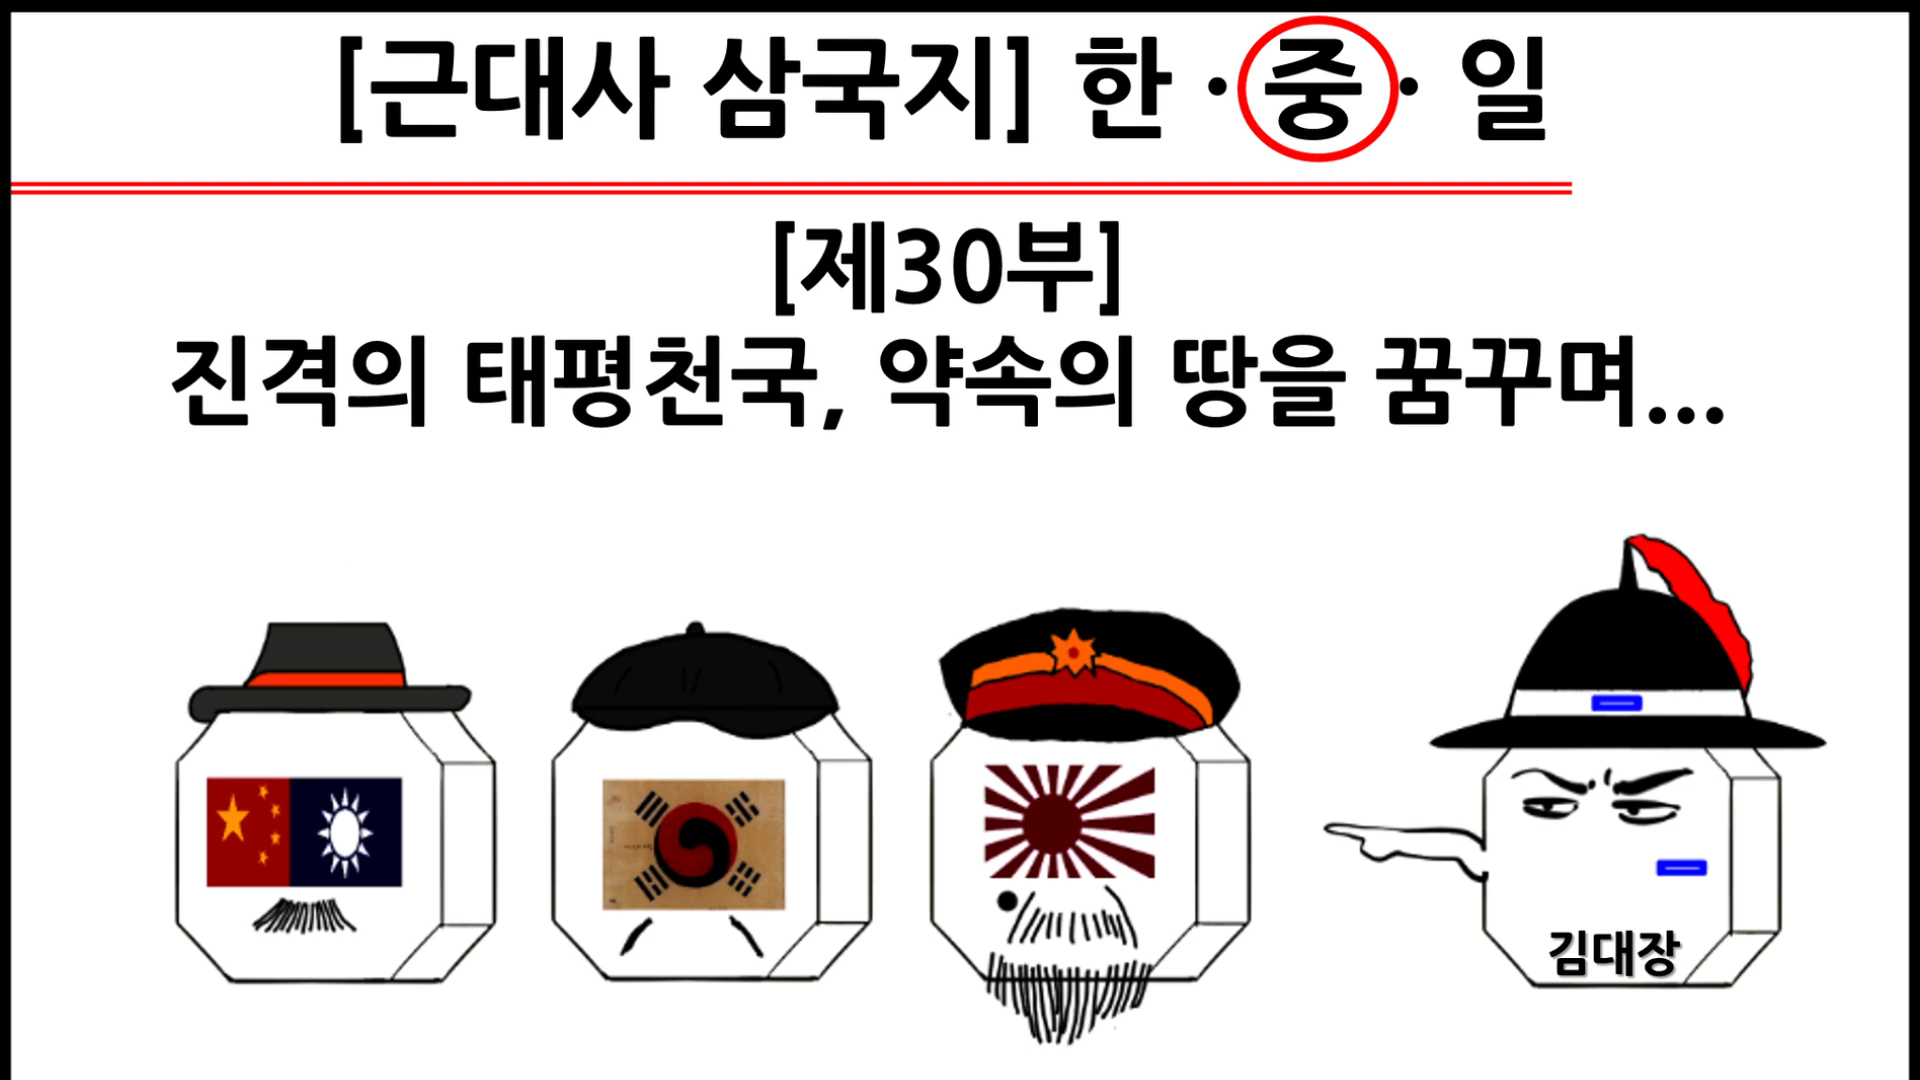 [근대사 삼국지] 한 · 중 · 일
[제30부]
진격의 태평천국, 약속의 땅을 꿈꾸며...
김대장